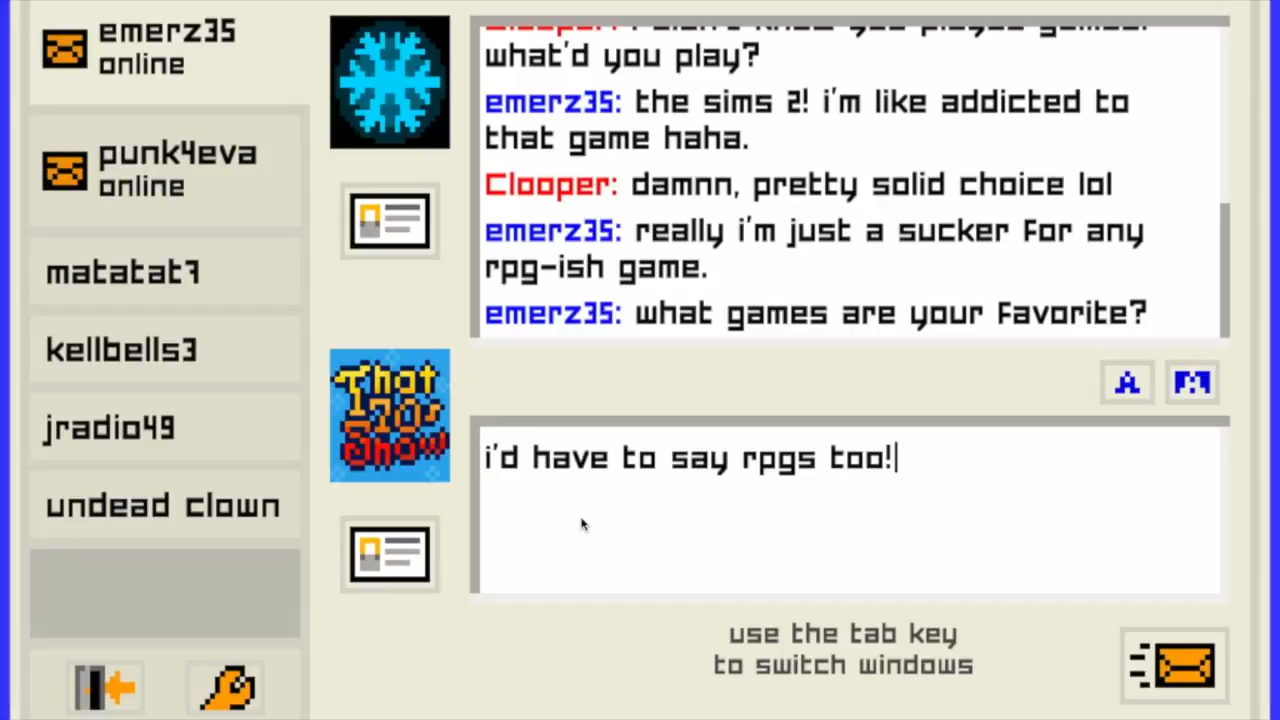 emerz35
online
punk4eva
online
matatat7
kellbells3
jradio49
undead clown
what'd you play?
emerz35: the sims 2! i'm like addicted to
that game haha.
Clooper: damnn, pretty solid choice lol
emerz35: really i'm just a sucker for any
rpg-ish game.
emerz35: what games are your favorite?
That
70s
Show
A
i'd have to say rpgs too!
use the tab key
to switch windows